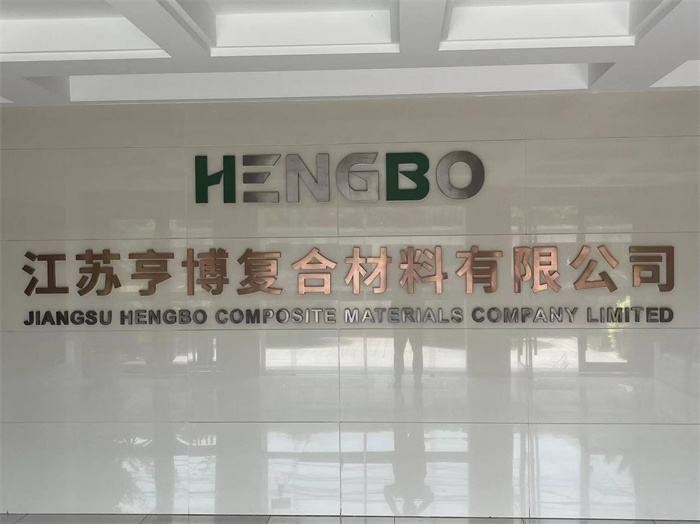 HENGBO
江苏亨博复合材料有限公司
JIANGSU HENGBO COMPOSITE MATERIALS COMPANY LIMITED